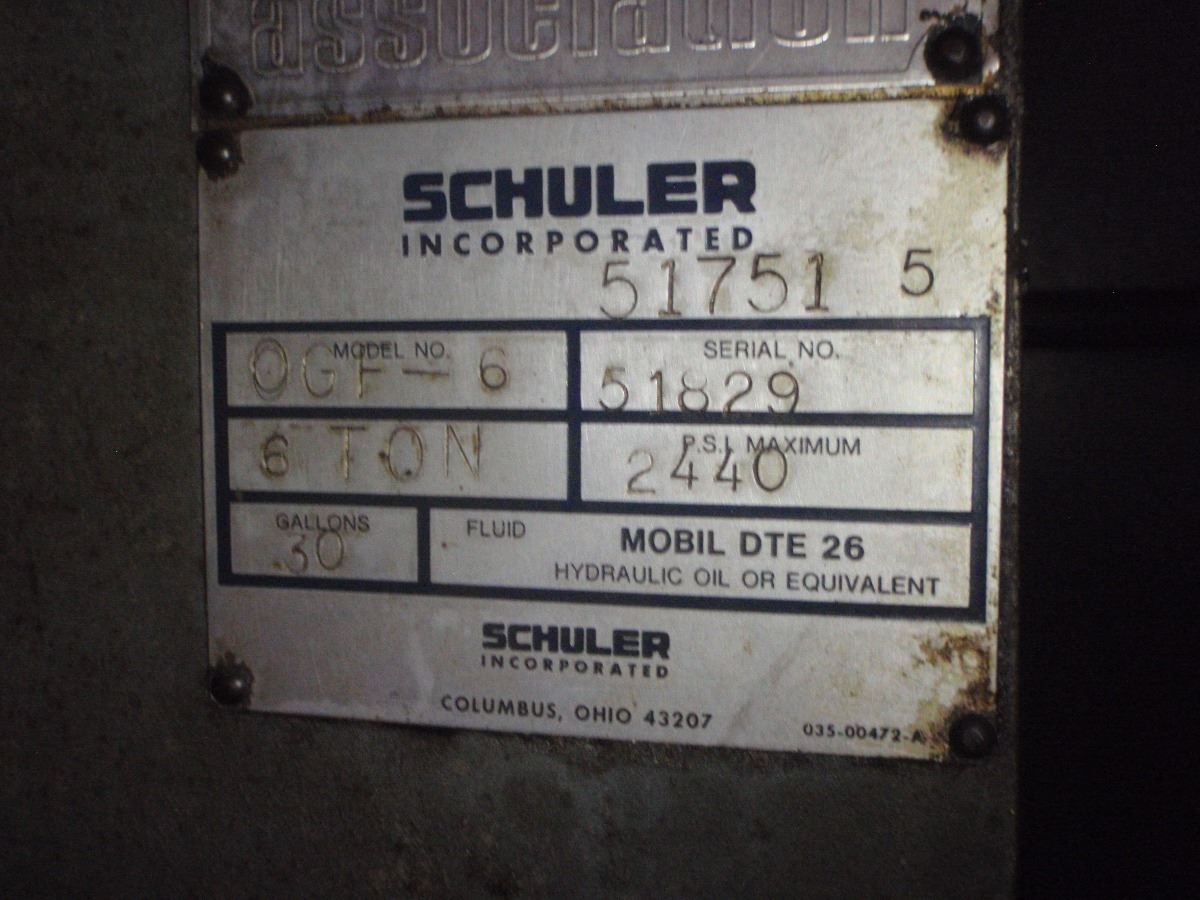 association
SCHULER
INCORPORATED
51751 5
MODEL NO.
OGF-6
SERIAL NO.
51829
6 TON
P.S.I. MAXIMUM
2440
GALLONS
30
FLUID
MOBIL DTE 26
HYDRAULIC OIL OR EQUIVALENT
SCHULER
INCORPORATED
COLUMBUS, OHIO 43207
035-00472-A